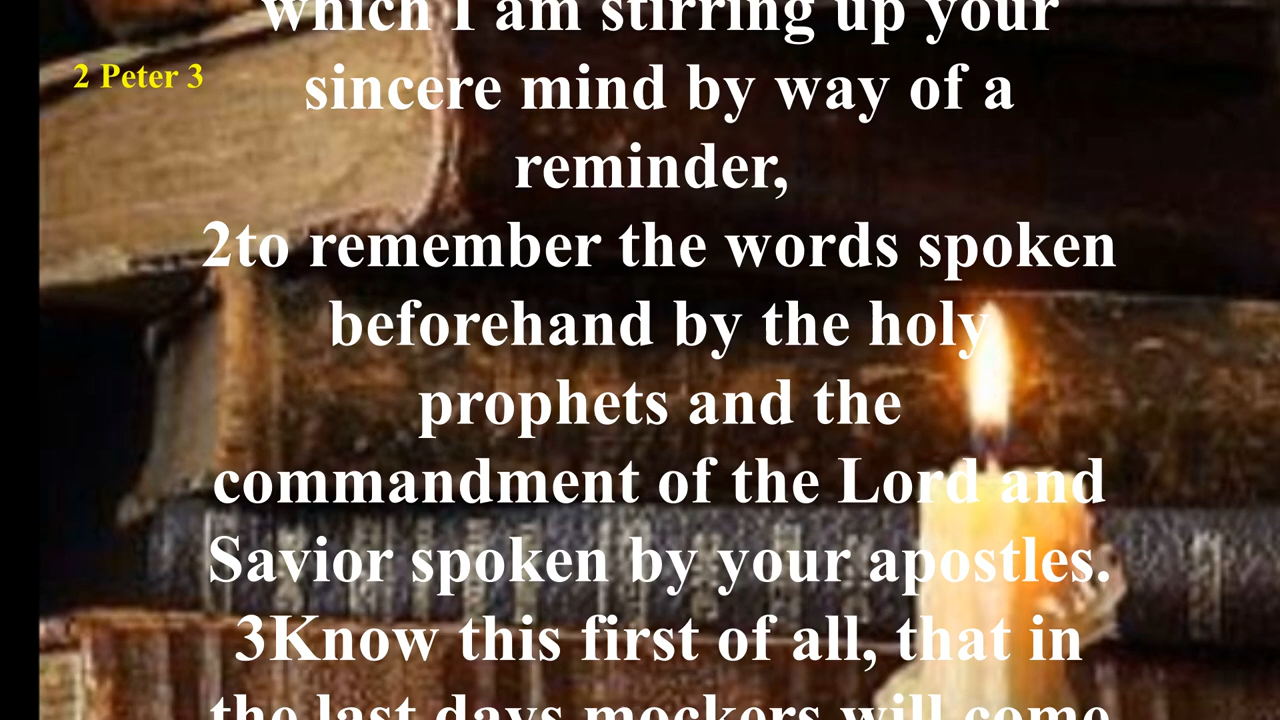 which I am stirring up your
2 Peter 3
sincere mind by way of a
reminder,
2to remember the words spoken
beforehand by the holy
prophets and the
commandment of the Lord and
Savior spoken by your apostles.
3Know this first of all, that in
the last days mockers will come